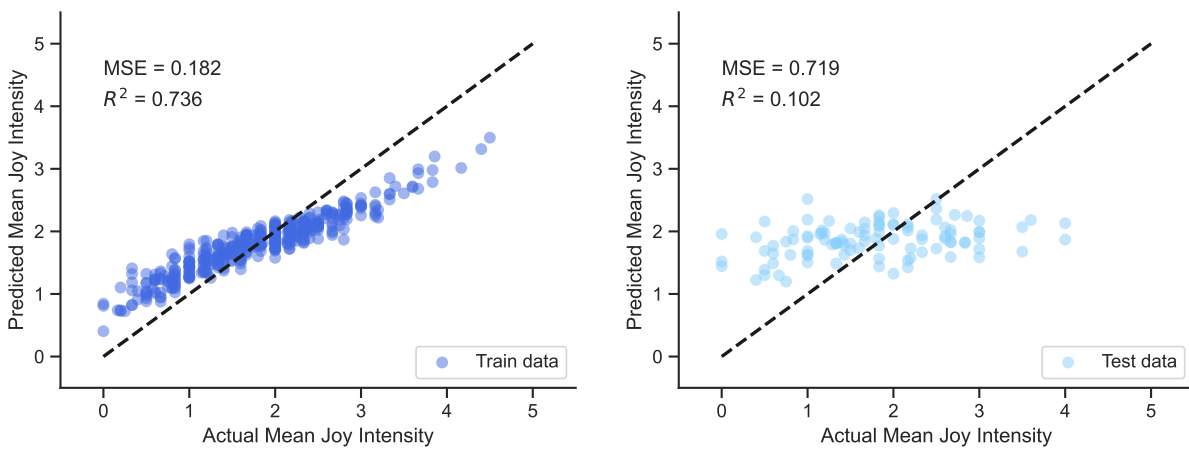 5
4
3
2
1
0
Predicted Mean Joy Intensity
MSE = 0.182
R² = 0.736
Train data
0 1 2 3 4 5
Actual Mean Joy Intensity
5
4
3
2
1
0
Predicted Mean Joy Intensity
MSE = 0.719
R² = 0.102
Test data
0 1 2 3 4 5
Actual Mean Joy Intensity